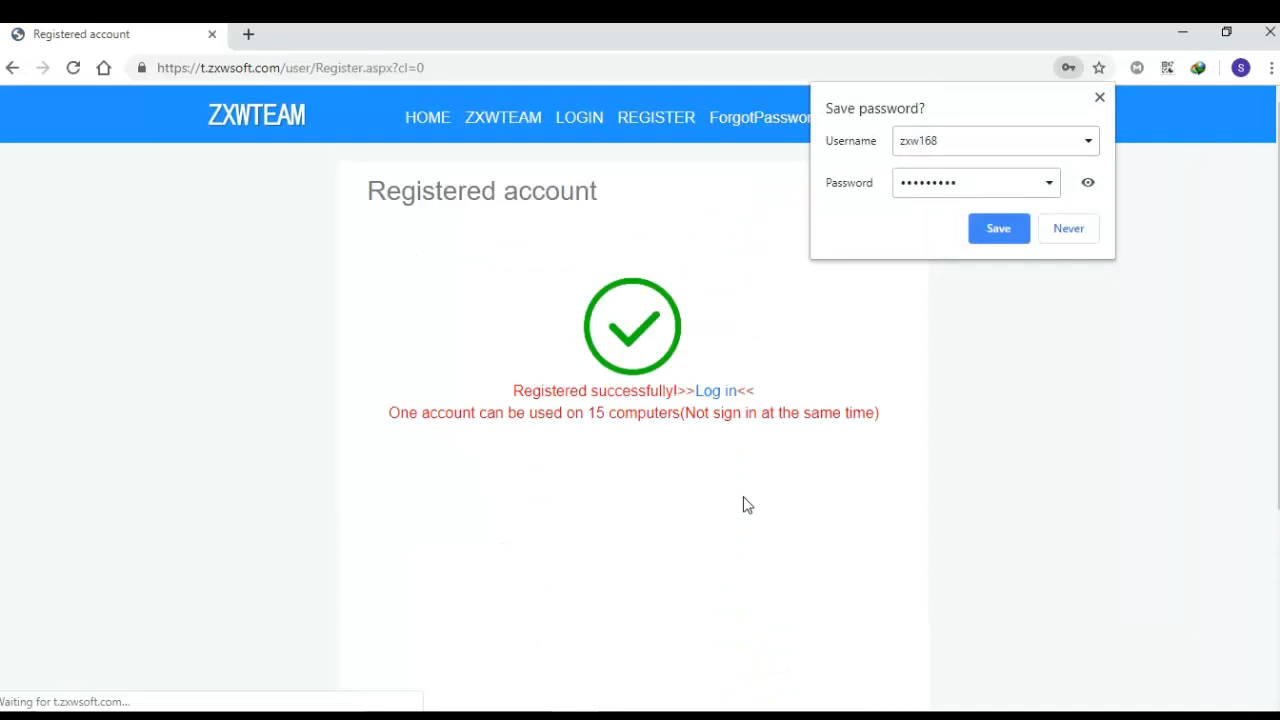 Registered account
https://t.zxwsoft.com/user/Register.aspx?cl=0
S
ZXWTEAM
HOME ZXWTEAM LOGIN REGISTER ForgotPasswor
Save password?
Username zxw168
Password •••••••••
Save Never
Registered account
Registered successfully!>>Log in<<
One account can be used on 15 computers(Not sign in at the same time)
Waiting for t.zxwsoft.com...